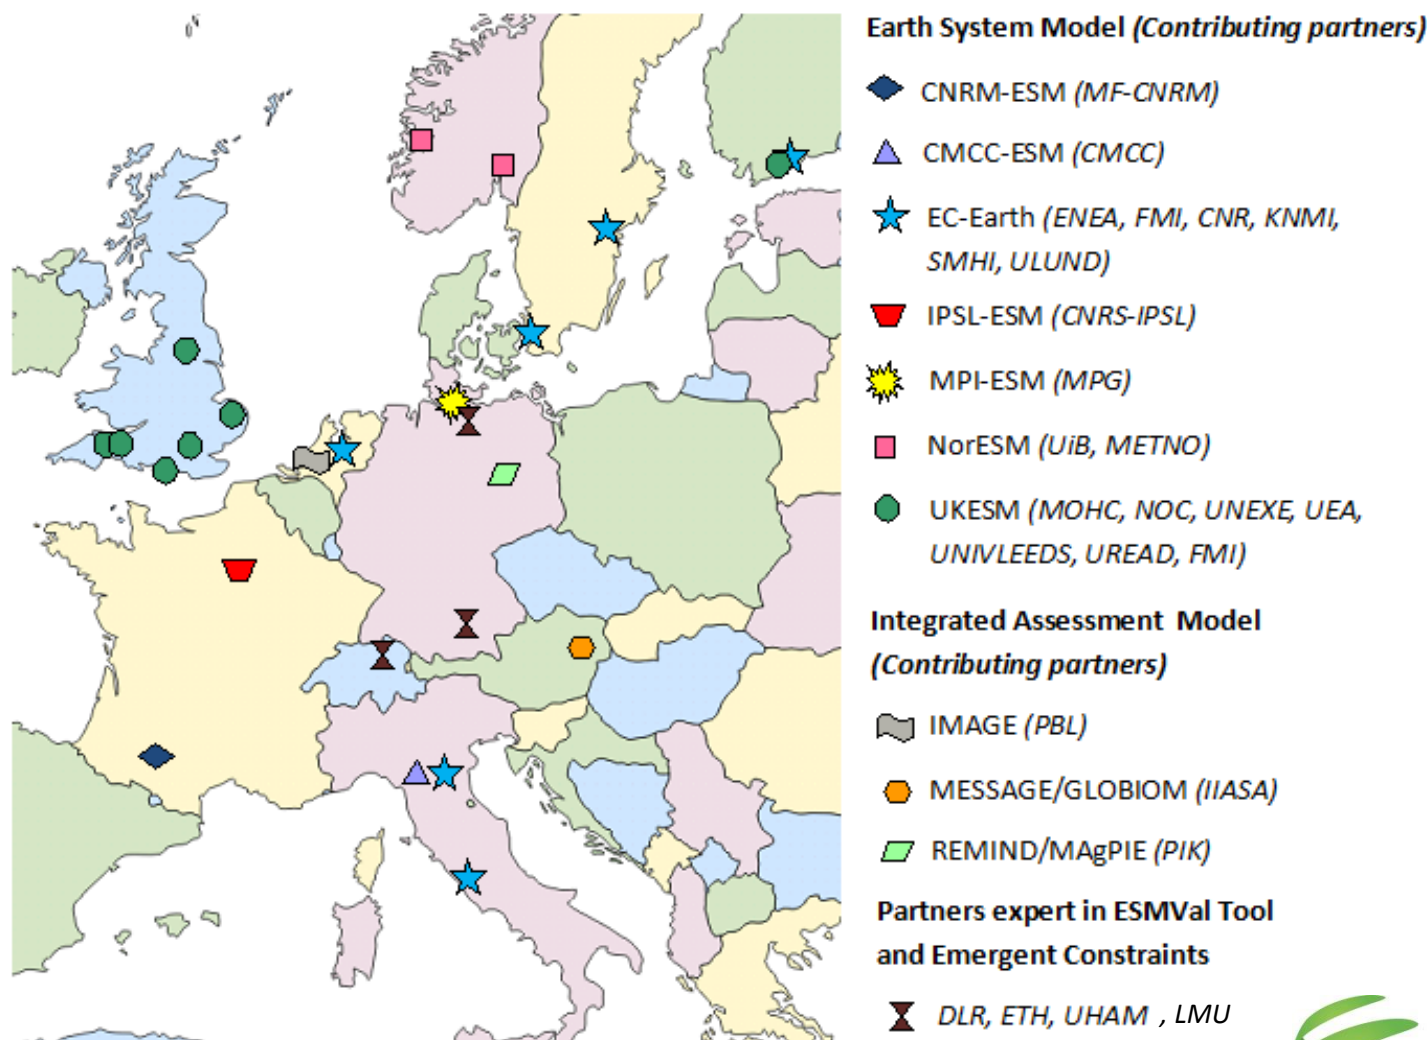 Earth System Model (Contributing partners)
CNRM-ESM (MF-CNRM)
CMCC-ESM (CMCC)
EC-Earth (ENEA, FMI, CNR, KNMI,
SMHI, ULUND)
IPSL-ESM (CNRS-IPSL)
MPI-ESM (MPG)
NorESM (UiB, METNO)
UKESM (MOHC, NOC, UNEXE, UEA,
UNIVLEEDS, UREAD, FMI)
Integrated Assessment Model
(Contributing partners)
IMAGE (PBL)
MESSAGE/GLOBIOM (IIASA)
REMIND/MAgPIE (PIK)
Partners expert in ESMVal Tool
and Emergent Constraints
DLR, ETH, UHAM , LMU